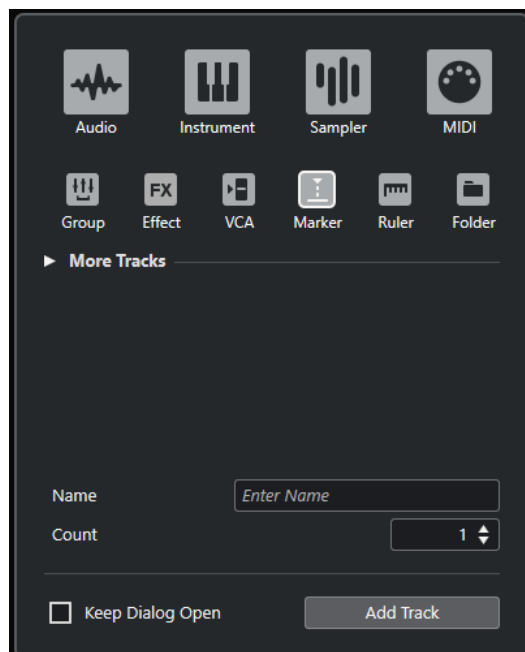 Audio Instrument Sampler MIDI
FX
Group Effect VCA Marker Ruler Folder
More Tracks
Name Enter Name
Count 1
Keep Dialog Open Add Track